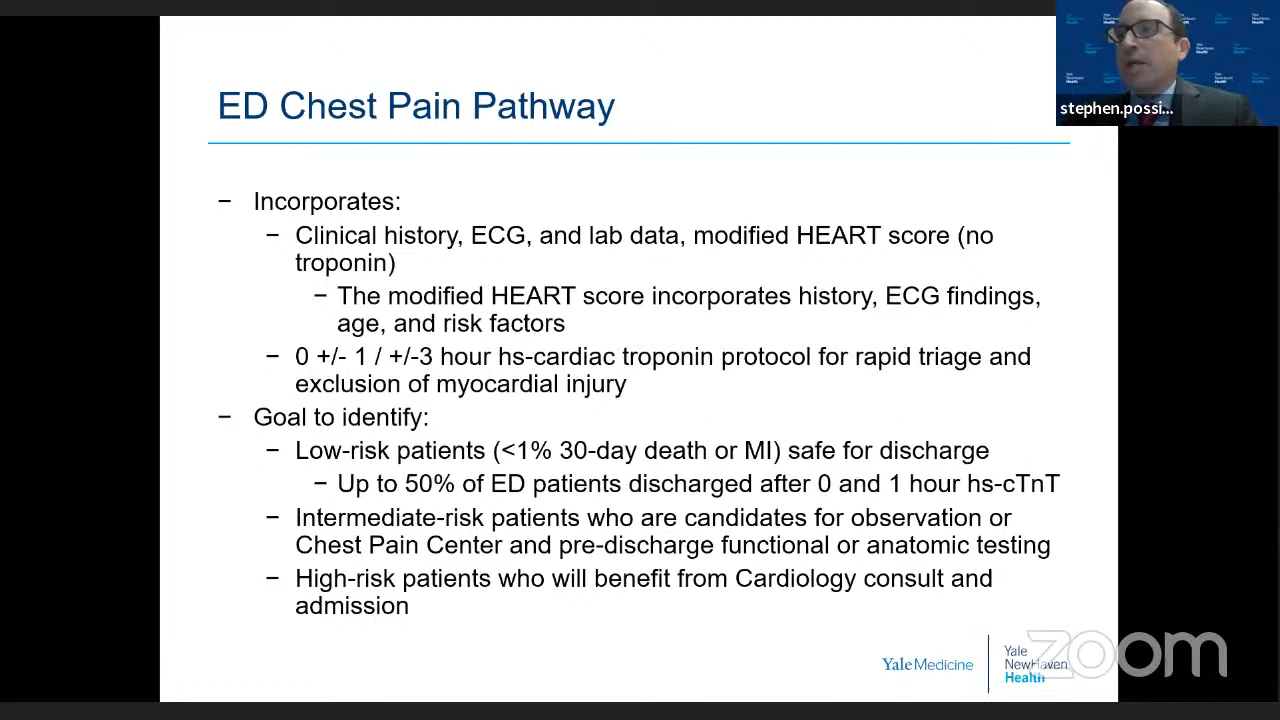 ED Chest Pain Pathway
stephen.possi...
− Incorporates:
− Clinical history, ECG, and lab data, modified HEART score (no
troponin)
− The modified HEART score incorporates history, ECG findings,
age, and risk factors
− 0 +/- 1 / +/-3 hour hs-cardiac troponin protocol for rapid triage and
exclusion of myocardial injury
− Goal to identify:
− Low-risk patients (<1% 30-day death or MI) safe for discharge
− Up to 50% of ED patients discharged after 0 and 1 hour hs-cTnT
− Intermediate-risk patients who are candidates for observation or
Chest Pain Center and pre-discharge functional or anatomic testing
− High-risk patients who will benefit from Cardiology consult and
admission
Yale Medicine
Yale
NewHaven
Health
zoom